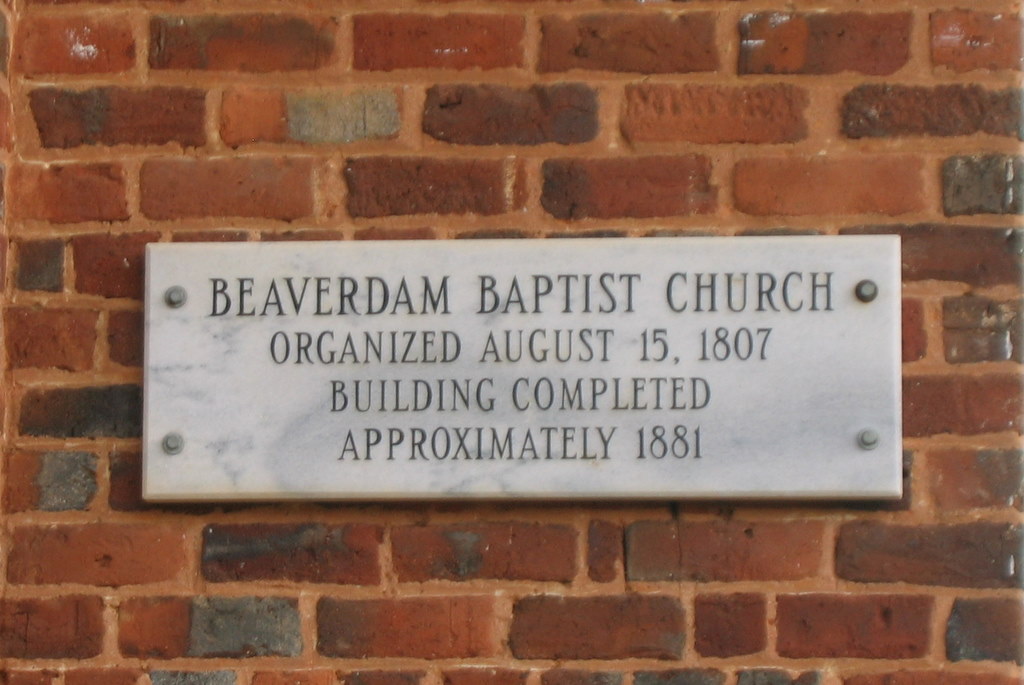 BEAVERDAM BAPTIST CHURCH
ORGANIZED AUGUST 15, 1807
BUILDING COMPLETED
APPROXIMATELY 1881